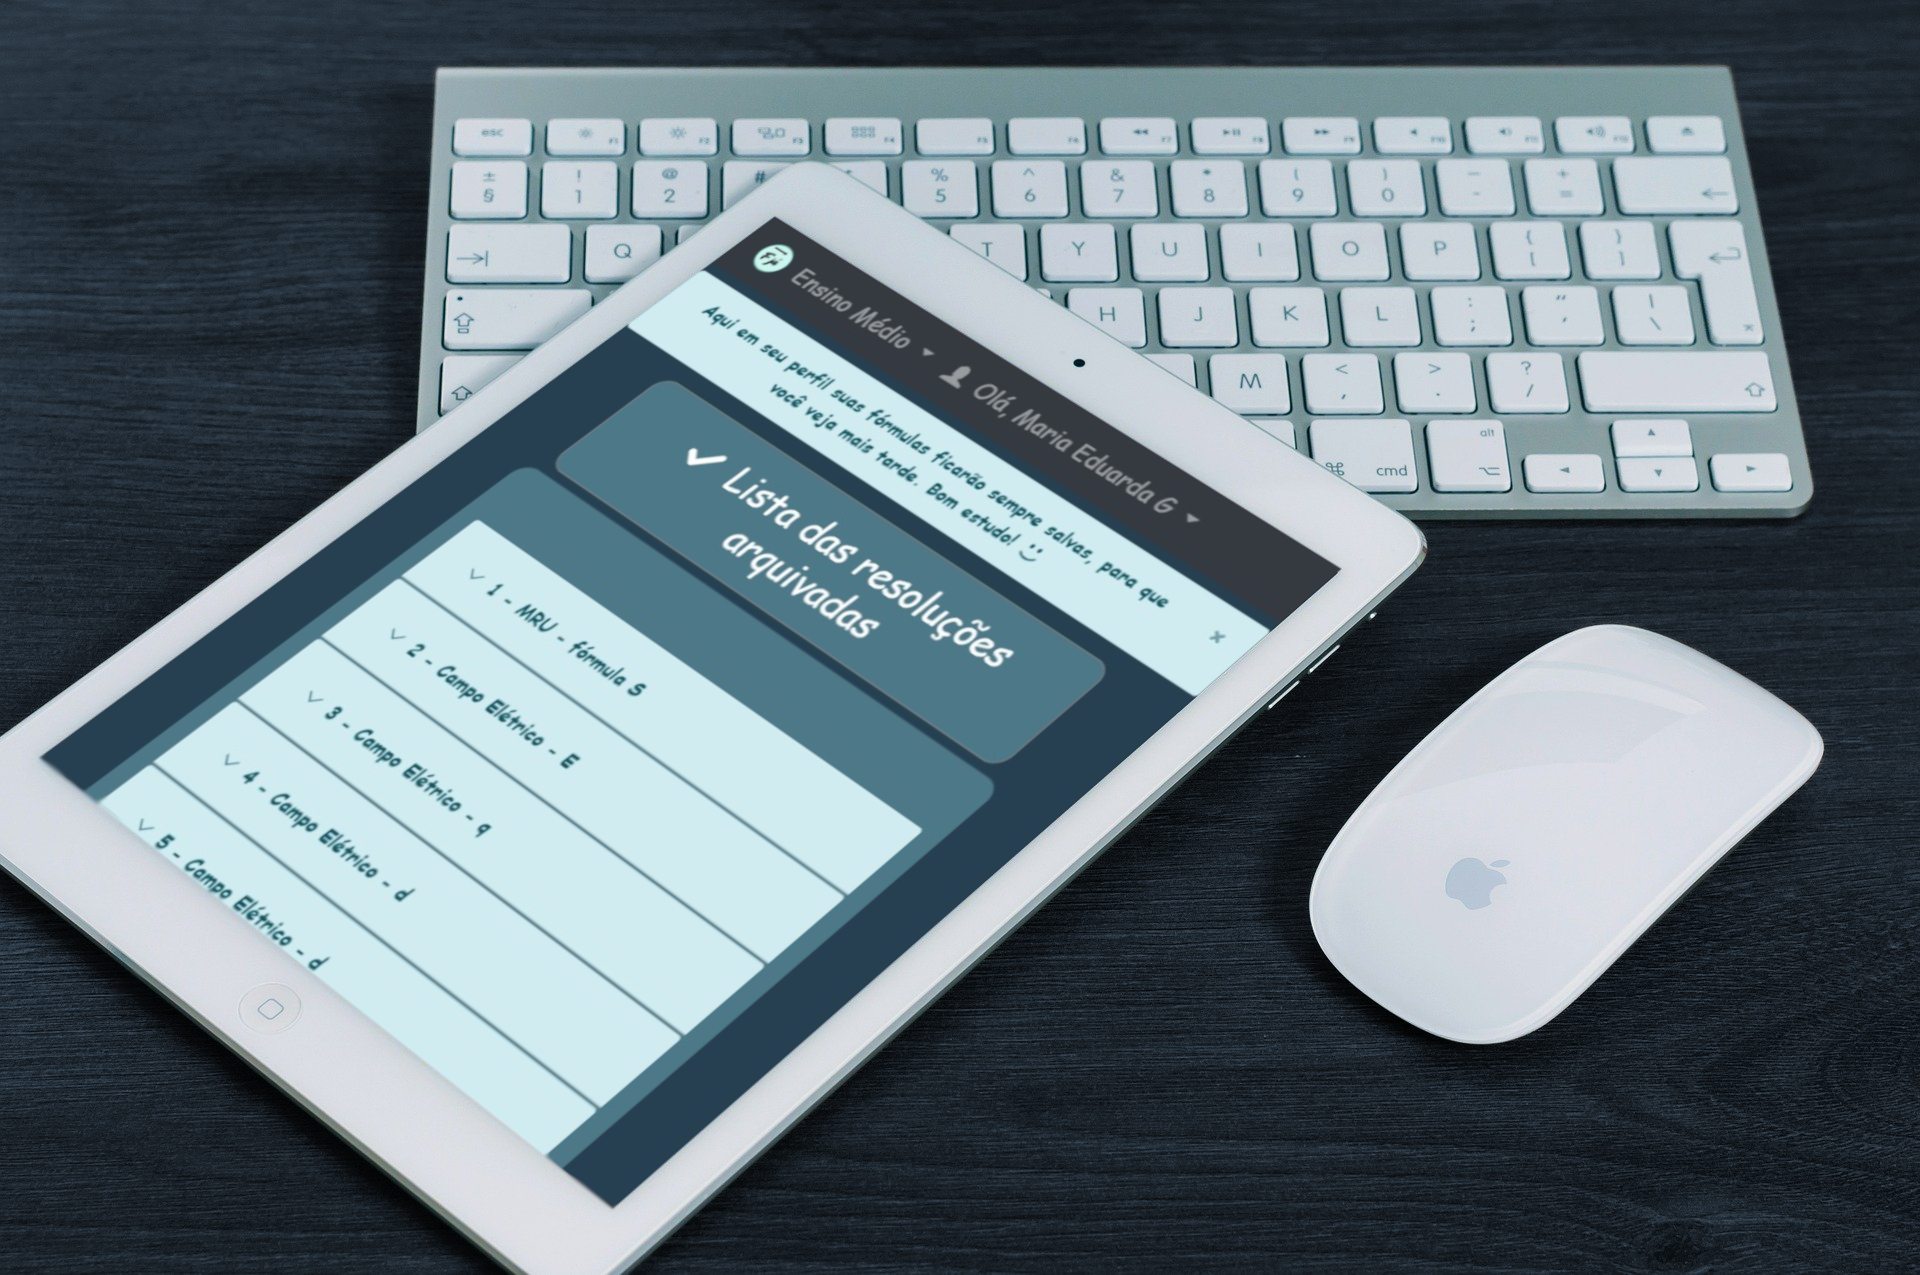 esc F1 F2 F3 F4 F5 F6 F7 F8 F9 F10 F11 F12
± ! @ # % ^ & * ( ) - +
§ 1 2 5 6 7 8 9 0 - =
Q T Y U I O P { }
[ ]
H J K L : " |
; ' \
M < > ?
, . /
cmd alt
Fμ Ensino Médio Olá, Maria Eduarda G
Aqui em seu perfil suas fórmulas ficarão sempre salvas, para que
você veja mais tarde. Bom estudo! ツ
×
✓ Lista das resoluções
arquivadas
1 - MRU - fórmula S
2 - Campo Elétrico - E
3 - Campo Elétrico - q
4 - Campo Elétrico - d
5 - Campo Elétrico - d